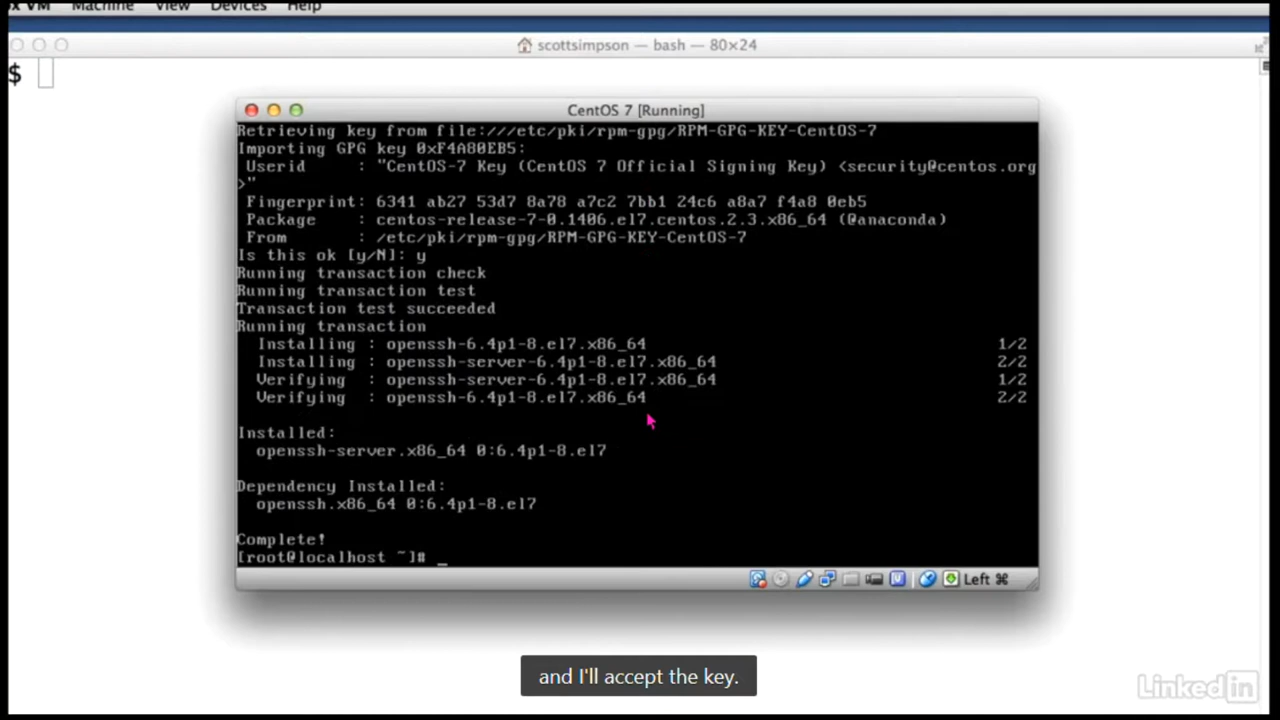 x VM Machine View Devices Help
scottsimpson — bash — 80×24
$
CentOS 7 [Running]
Retrieving key from file:///etc/pki/rpm-gpg/RPM-GPG-KEY-CentOS-7
Importing GPG key 0xF4A80EB5:
Userid : "CentOS-7 Key (CentOS 7 Official Signing Key) <security@centos.org
>"
Fingerprint: 6341 ab27 53d7 8a78 a7c2 7bb1 24c6 a8a7 f4a8 0eb5
Package : centos-release-7-0.1406.el7.centos.2.3.x86_64 (@anaconda)
From : /etc/pki/rpm-gpg/RPM-GPG-KEY-CentOS-7
Is this ok [y/N]: y
Running transaction check
Running transaction test
Transaction test succeeded
Running transaction
Installing : openssh-6.4p1-8.el7.x86_64 1/2
Installing : openssh-server-6.4p1-8.el7.x86_64 2/2
Verifying : openssh-server-6.4p1-8.el7.x86_64 1/2
Verifying : openssh-6.4p1-8.el7.x86_64 2/2
Installed:
openssh-server.x86_64 0:6.4p1-8.el7
Dependency Installed:
openssh.x86_64 0:6.4p1-8.el7
Complete!
[root@localhost ~]# _
Left ⌘
and I'll accept the key.
LinkedIn